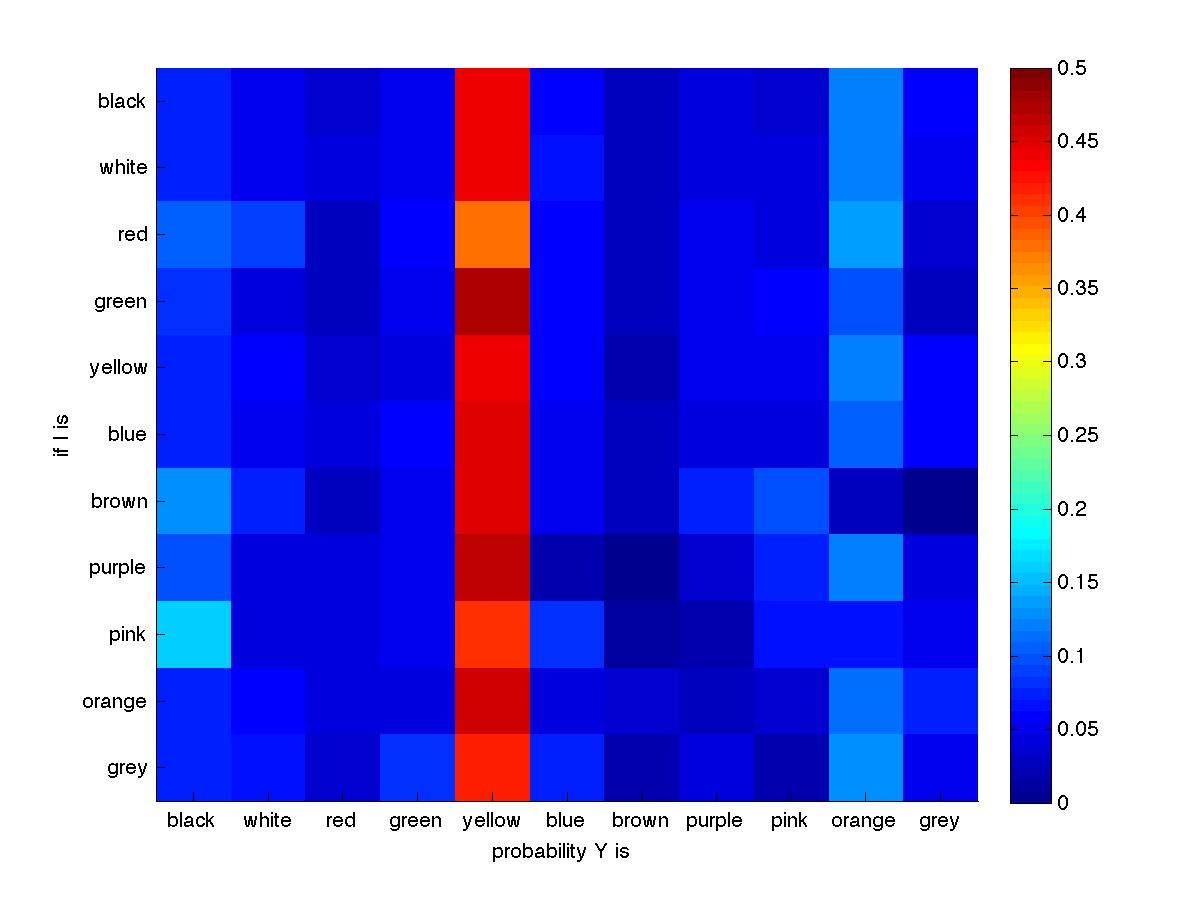 black
white
red
green
yellow
blue
brown
purple
pink
orange
grey
if I is
black white red green yellow blue brown purple pink orange grey
probability Y is
0.5
0.45
0.4
0.35
0.3
0.25
0.2
0.15
0.1
0.05
0